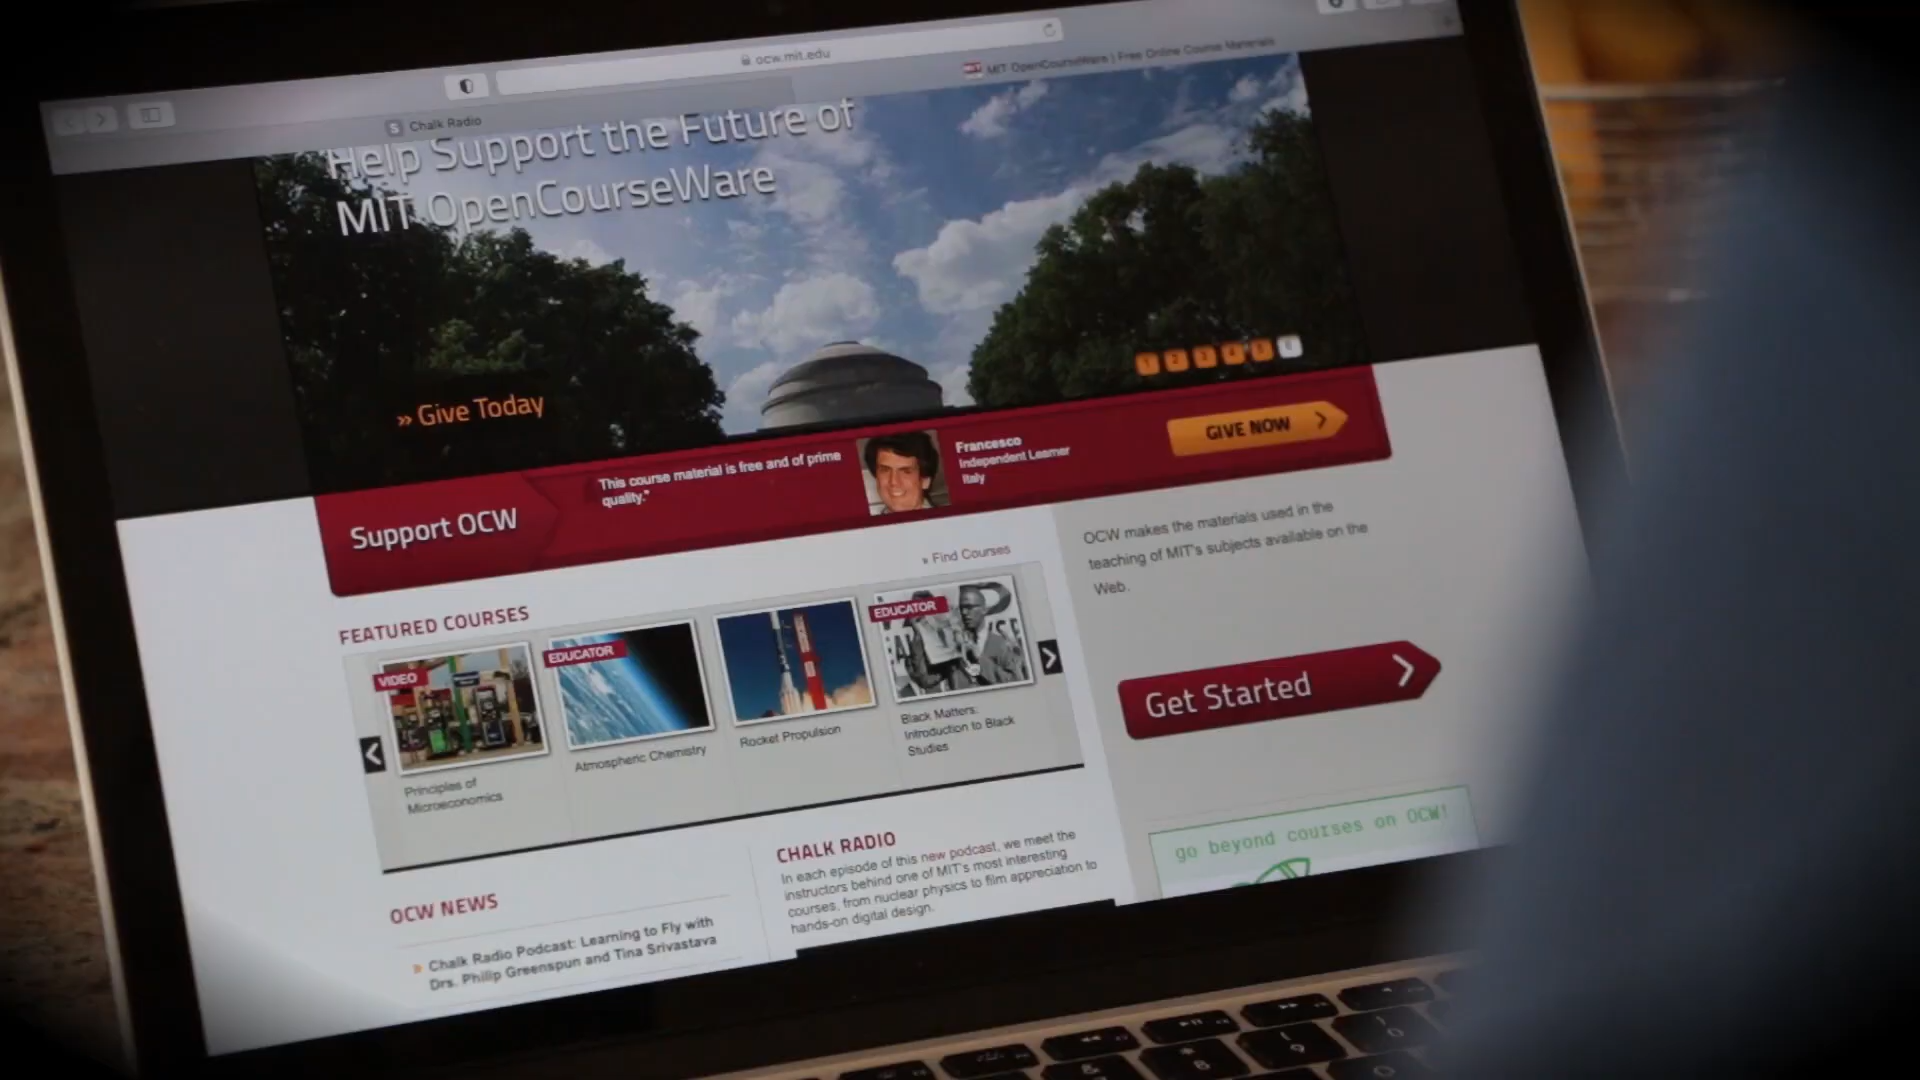 ocw.mit.edu
Chalk Radio
MIT OpenCourseWare | Free Online Course Materials
Help Support the Future of
MIT OpenCourseWare
» Give Today
1 2 3 4 5 6
Support OCW
This course material is free and of prime
quality."
Francesco
Independent Learner
Italy
GIVE NOW
» Find Courses
FEATURED COURSES
VIDEO
EDUCATOR
EDUCATOR
Principles of
Microeconomics
Atmospheric Chemistry
Rocket Propulsion
Black Matters:
Introduction to Black
Studies
OCW makes the materials used in the
teaching of MIT's subjects available on the
Web.
Get Started
go beyond courses on OCW!
OCW NEWS
Chalk Radio Podcast: Learning to Fly with
Drs. Philip Greenspun and Tina Srivastava
CHALK RADIO
In each episode of this new podcast, we meet the
instructors behind one of MIT's most interesting
courses, from nuclear physics to film appreciation to
hands-on digital design.